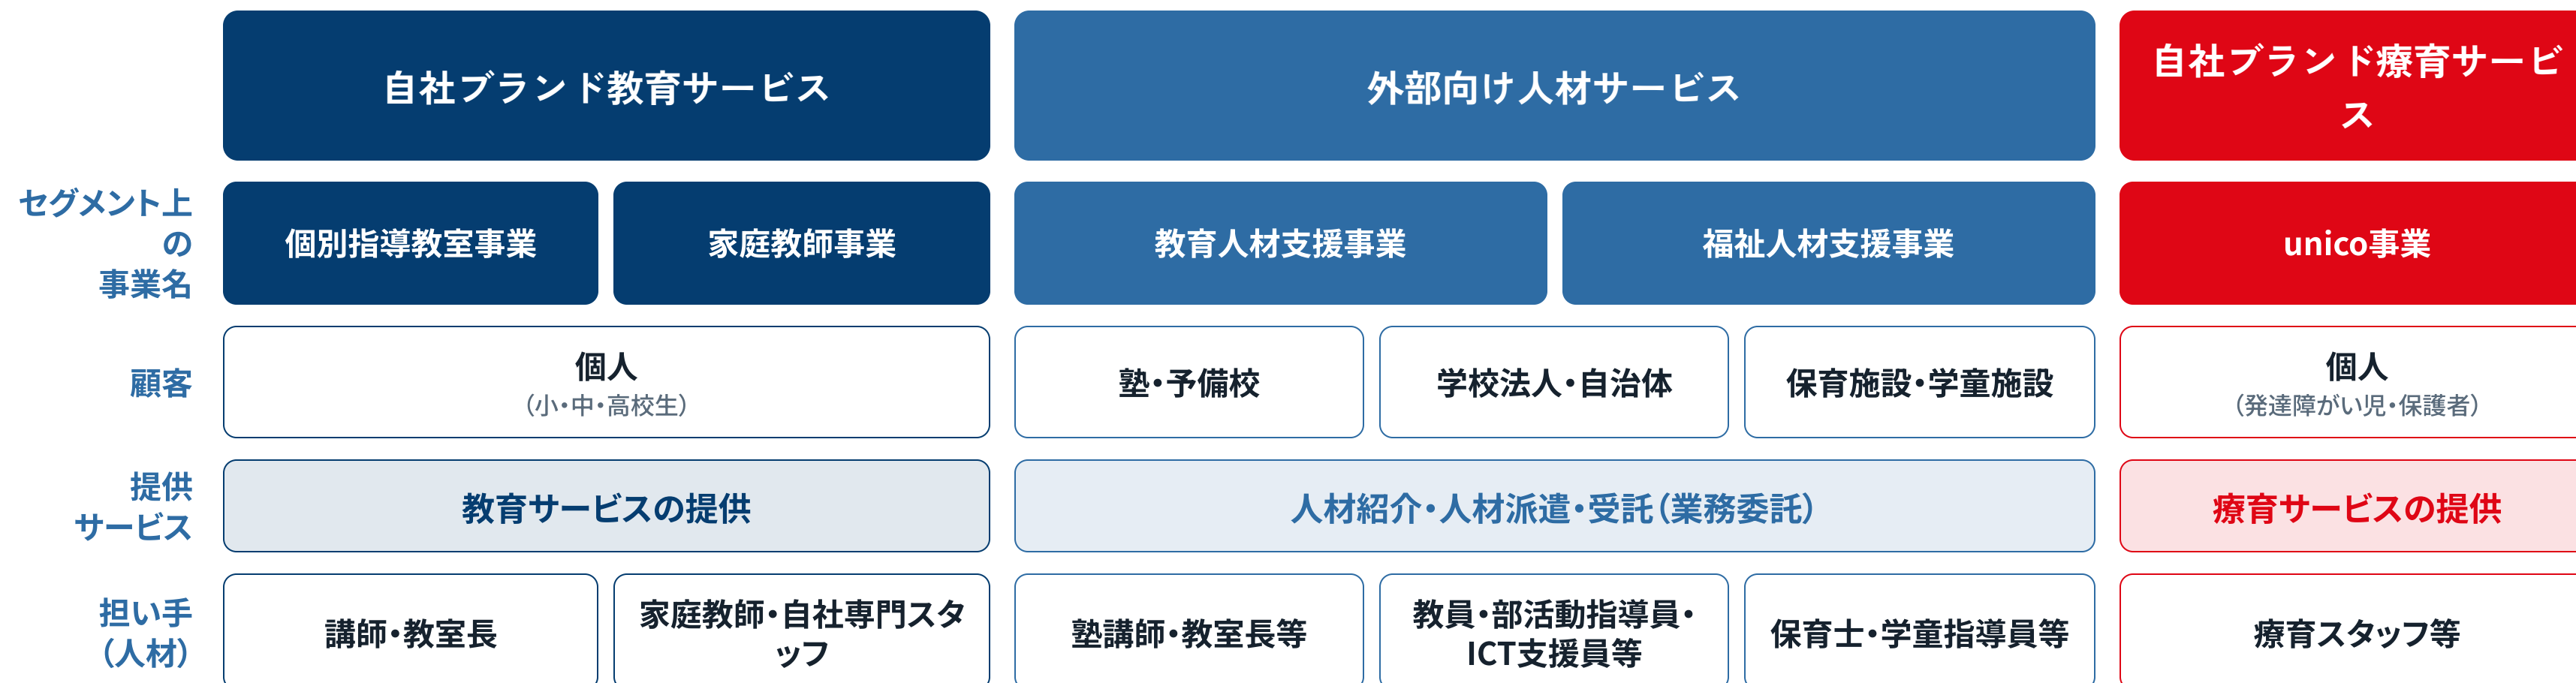 自社ブランド教育サービス
外部向け人材サービス
自社ブランド療育サービ
ス
セグメント上
の
事業名
個別指導教室事業
家庭教師事業
教育人材支援事業
福祉人材支援事業
unico事業
顧客
個人
（小・中・高校生）
塾・予備校
学校法人・自治体
保育施設・学童施設
個人
（発達障がい児・保護者）
提供
サービス
教育サービスの提供
人材紹介・人材派遣・受託（業務委託）
療育サービスの提供
担い手
（人材）
講師・教室長
家庭教師・自社専門スタ
ッフ
塾講師・教室長等
教員・部活動指導員・
ICT支援員等
保育士・学童指導員等
療育スタッフ等